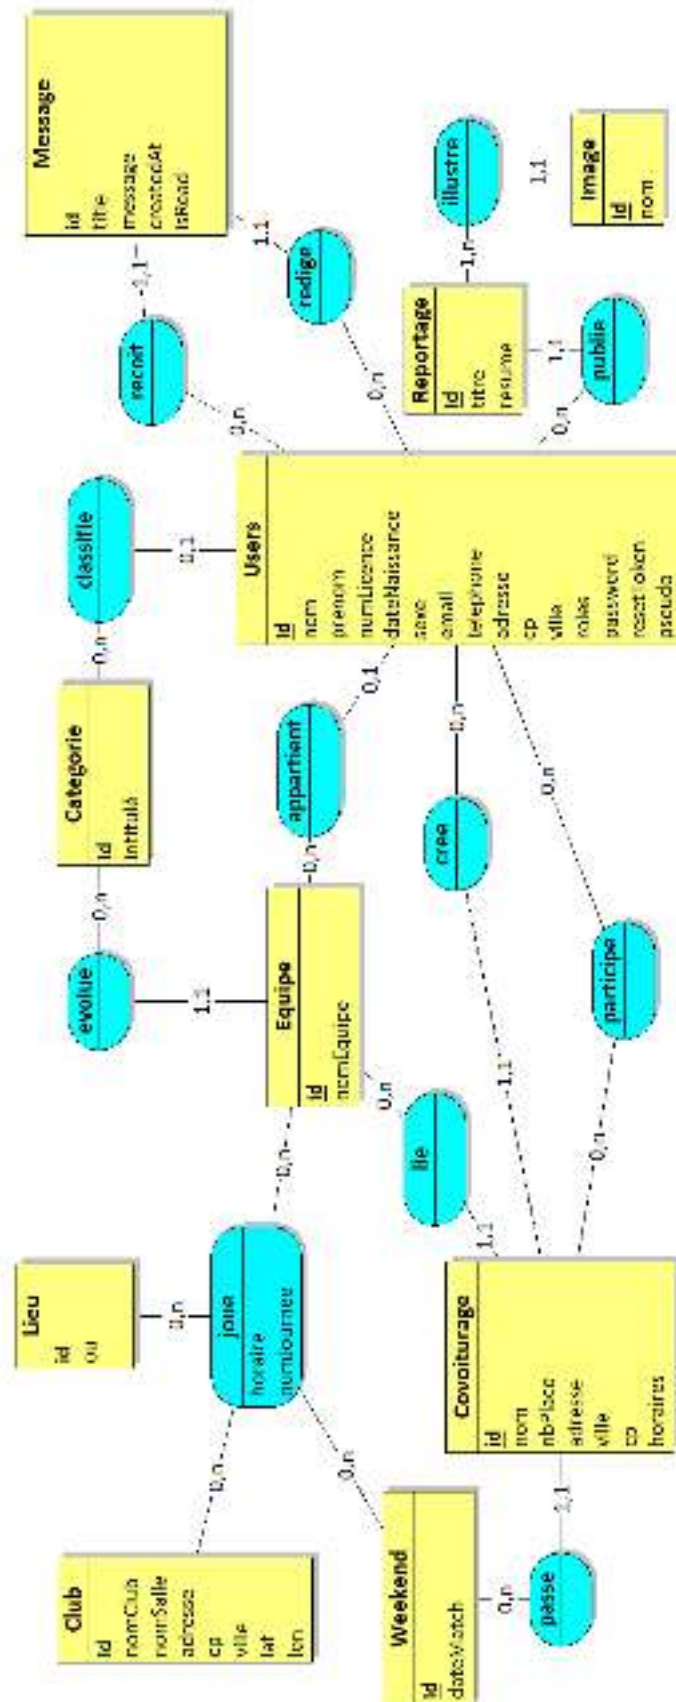 Message
id
title
message
createdAt
isRead
1,1
1,1
recoit
redige
0,n
0,n
illustre
1,1
Image
id
nom
1,n
Reportage
id
titre
resume
1,1
publie
0,n
classifie
0,1
0,n
Users
id
nom
prenom
numLicence
dateNaissance
sexe
email
telephone
adresse
cp
ville
roles
password
resetToken
pseudo
Categorie
id
intitulé
0,n
evolue
1,1
appartient
0,1
0,n
Equipe
id
nomEquipe
cree
0,n
1,1
participe
0,n
0,n
lie
0,n
1,1
Lieu
id
ou
0,n
joue
horaire
numJournee
0,n
0,n
0,n
Club
id
nomClub
nomSalle
adresse
cp
ville
lat
Weekend
id
dateMatch
0,n
passe
1,1
Covoiturage
id
nom
nbPlace
adresse
ville
cp
horaires